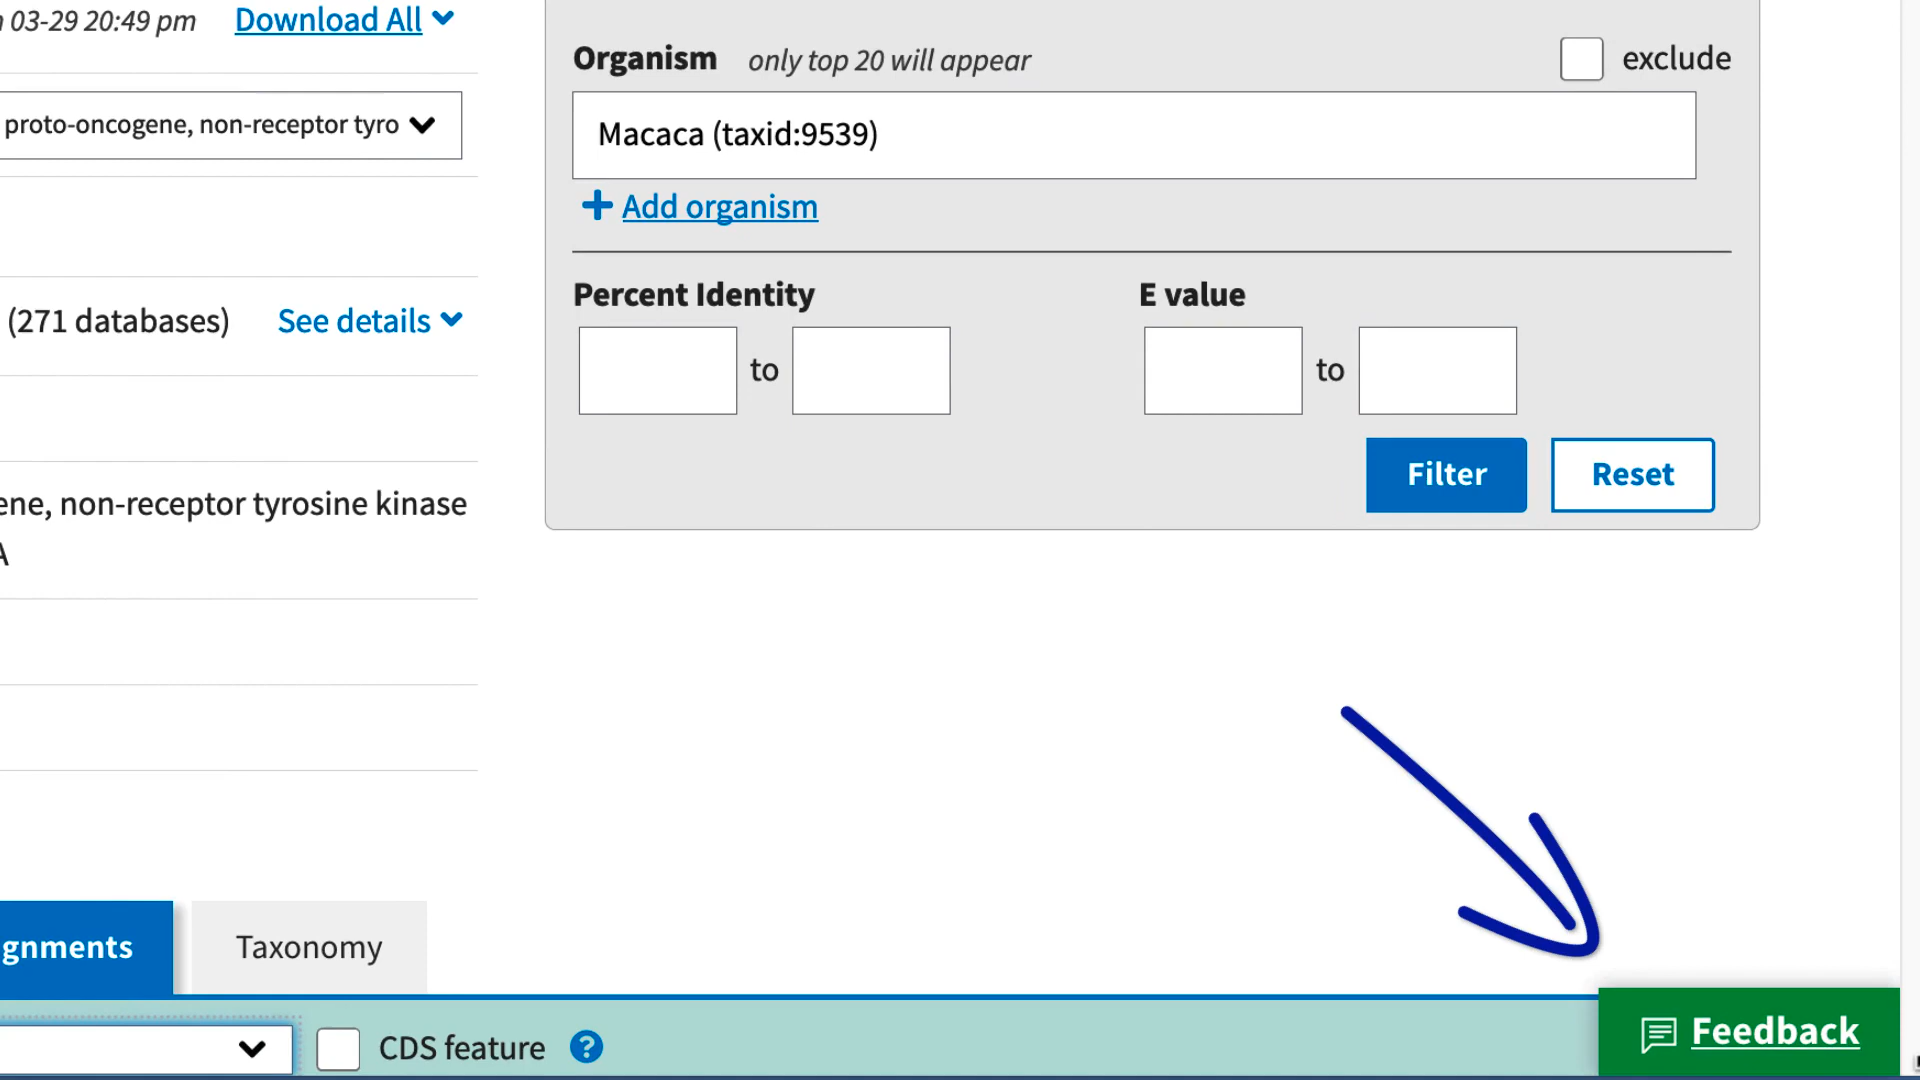 03-29 20:49 pm Download All
proto-oncogene, non-receptor tyro
(271 databases) See details
ene, non-receptor tyrosine kinase
A
Organism only top 20 will appear exclude
Macaca (taxid:9539)
+ Add organism
Percent Identity E value
to to
Filter Reset
gnments Taxonomy
CDS feature ?
Feedback